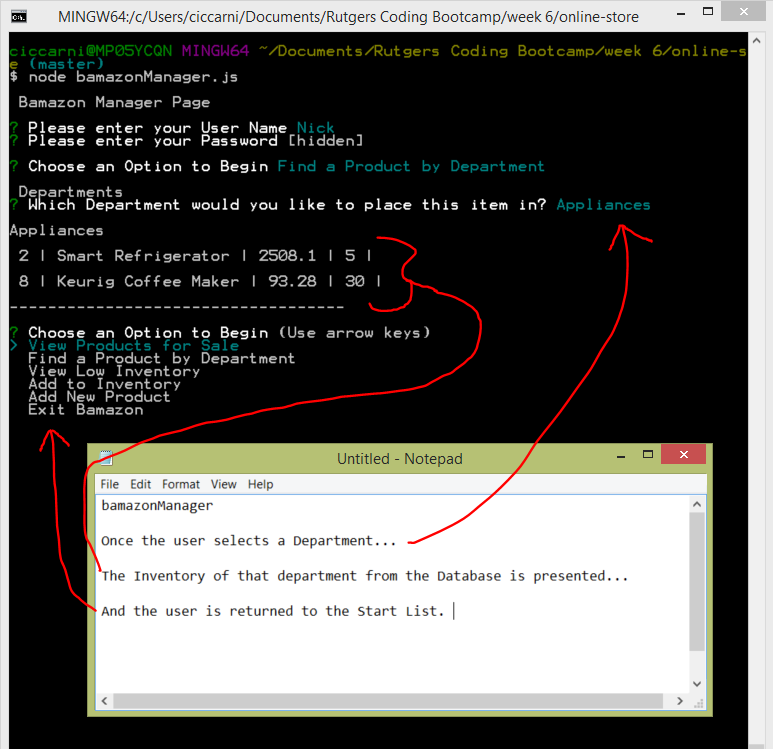 MINGW64:/c/Users/ciccarni/Documents/Rutgers Coding Bootcamp/week 6/online-store
ciccarni@MP05YCQN MINGW64 ~/Documents/Rutgers Coding Bootcamp/week 6/online-s
e (master)
$ node bamazonManager.js
Bamazon Manager Page
? Please enter your User Name Nick
? Please enter your Password [hidden]
? Choose an Option to Begin Find a Product by Department
Departments
? Which Department would you like to place this item in? Appliances
Appliances
2 | Smart Refrigerator | 2508.1 | 5 |
8 | Keurig Coffee Maker | 93.28 | 30 |
-----------------------------------
? Choose an Option to Begin (Use arrow keys)
> View Products for Sale
Find a Product by Department
View Low Inventory
Add to Inventory
Add New Product
Exit Bamazon
Untitled - Notepad
File Edit Format View Help
bamazonManager
Once the user selects a Department...
The Inventory of that department from the Database is presented...
And the user is returned to the Start List.